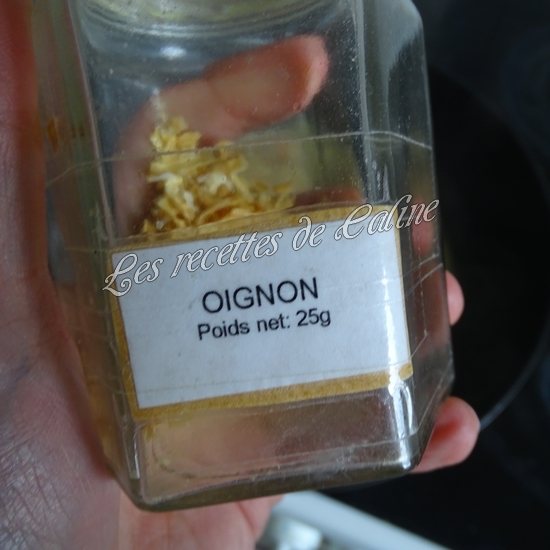 Les recettes de Caline
OIGNON
Poids net: 25g